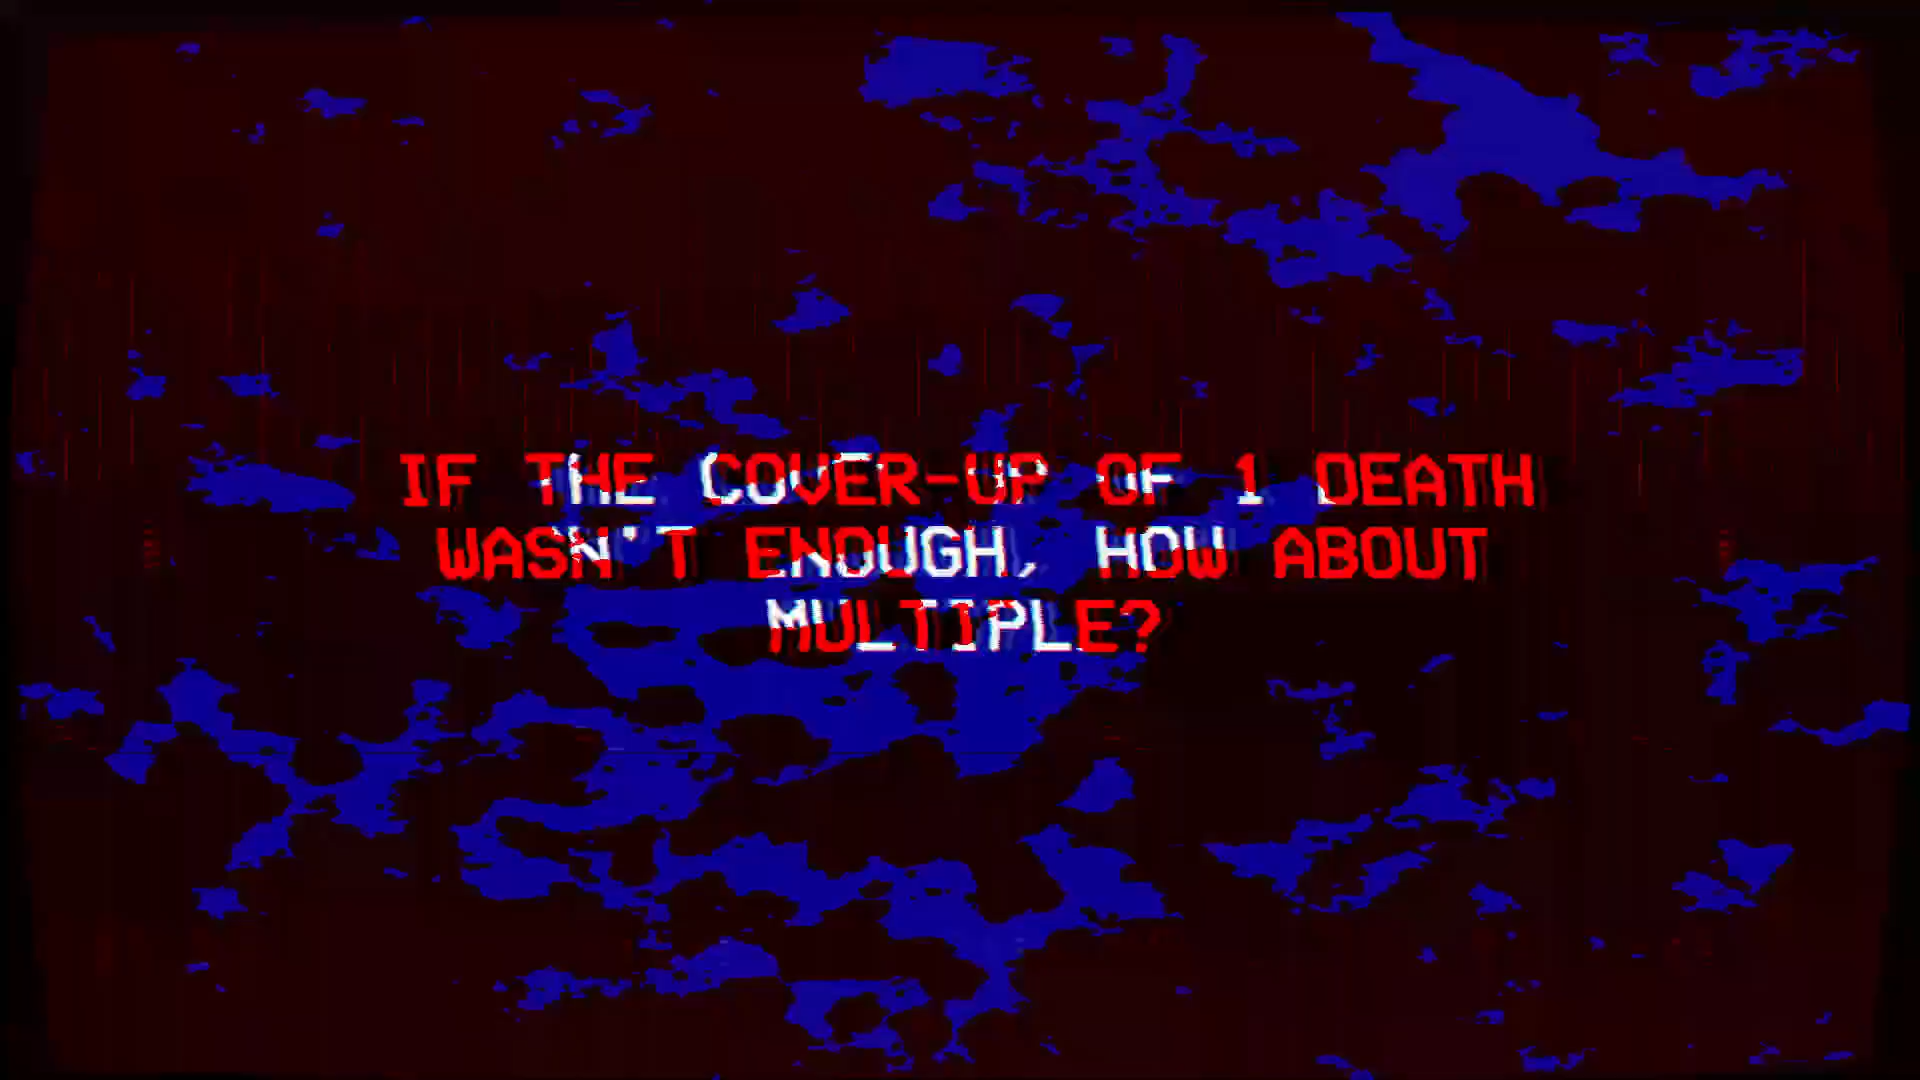 IF THE COVER-UP OF 1 DEATH
WASN'T ENOUGH, HOW ABOUT
MULTIPLE?